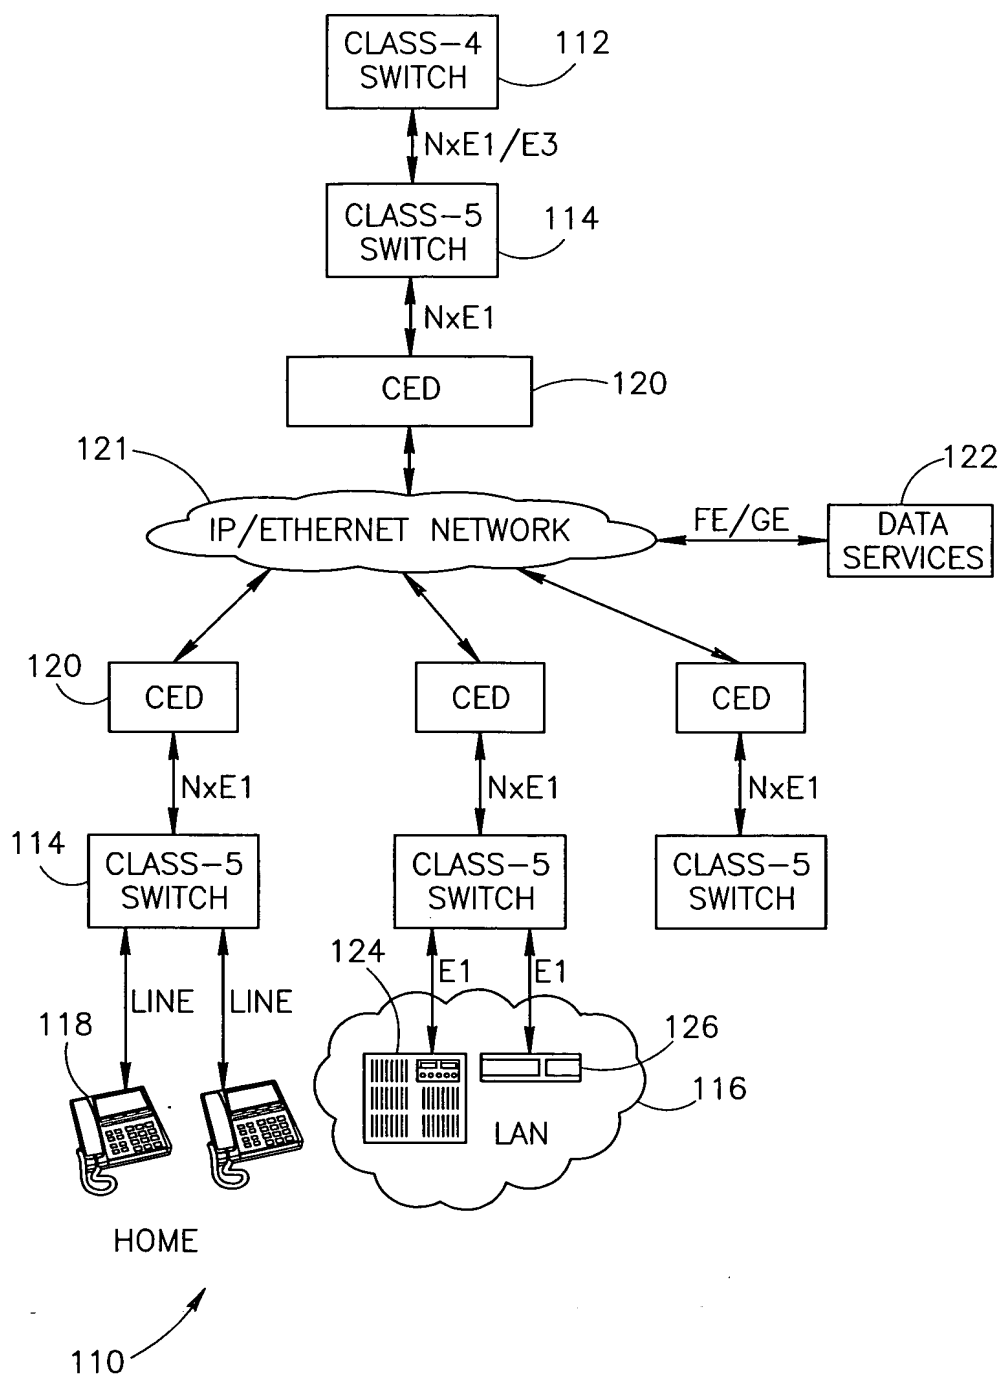 CLASS-4
SWITCH
112
NxE1/E3
CLASS-5
SWITCH
114
NxE1
CED
120
121
IP/ETHERNET NETWORK
FE/GE
122
DATA
SERVICES
120
CED
CED
CED
NxE1
NxE1
NxE1
114
CLASS-5
SWITCH
CLASS-5
SWITCH
CLASS-5
SWITCH
124
E1
E1
LINE
LINE
118
126
116
LAN
HOME
110